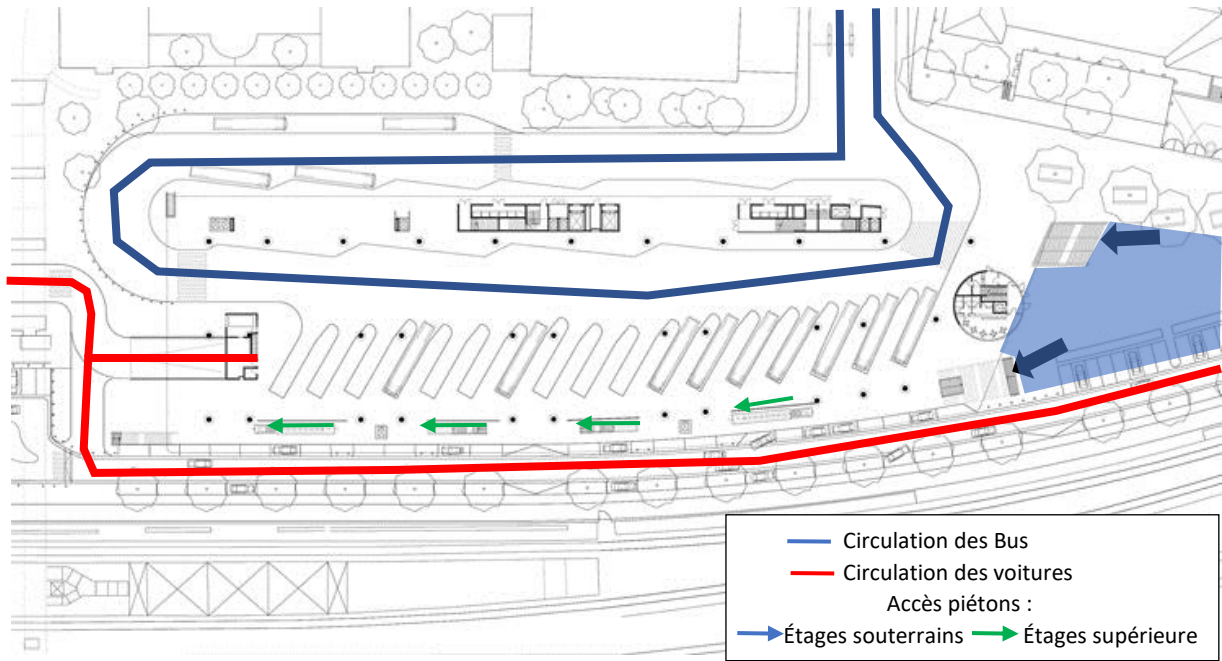 Circulation des Bus
Circulation des voitures
Accès piétons :
Étages souterrains Étages supérieure